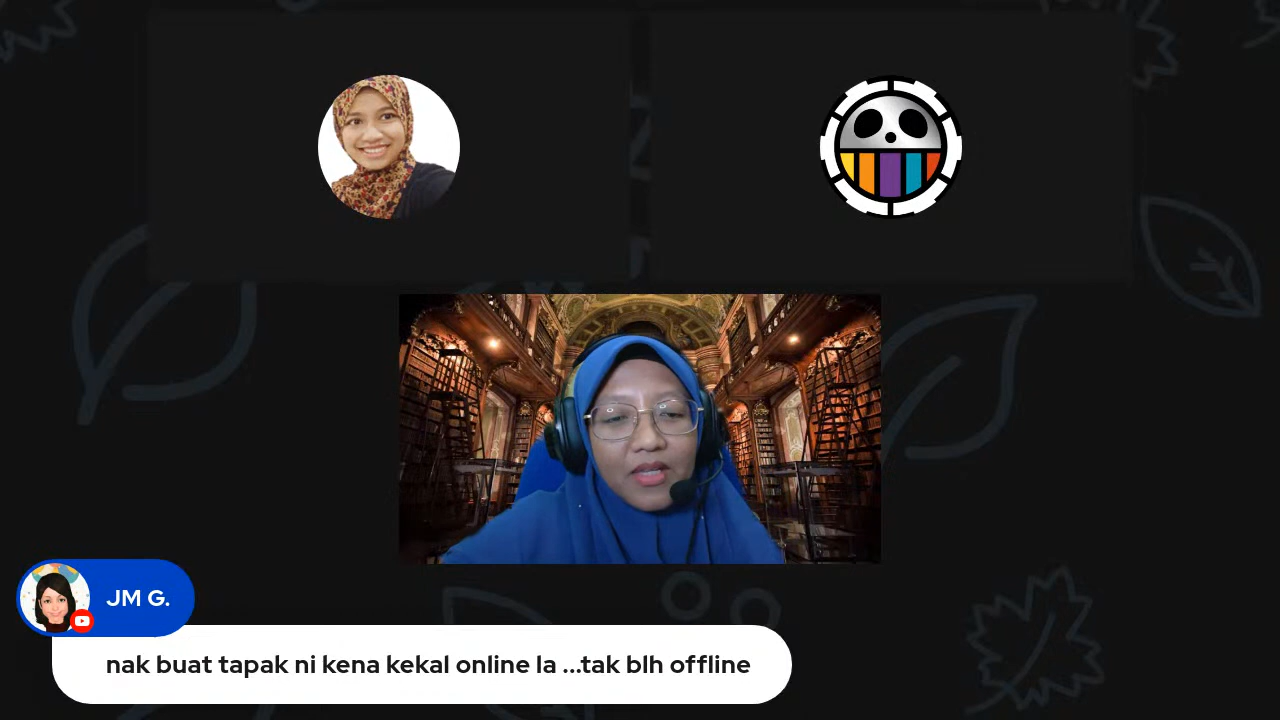 JM G.
nak buat tapak ni kena kekal online la ...tak blh offline